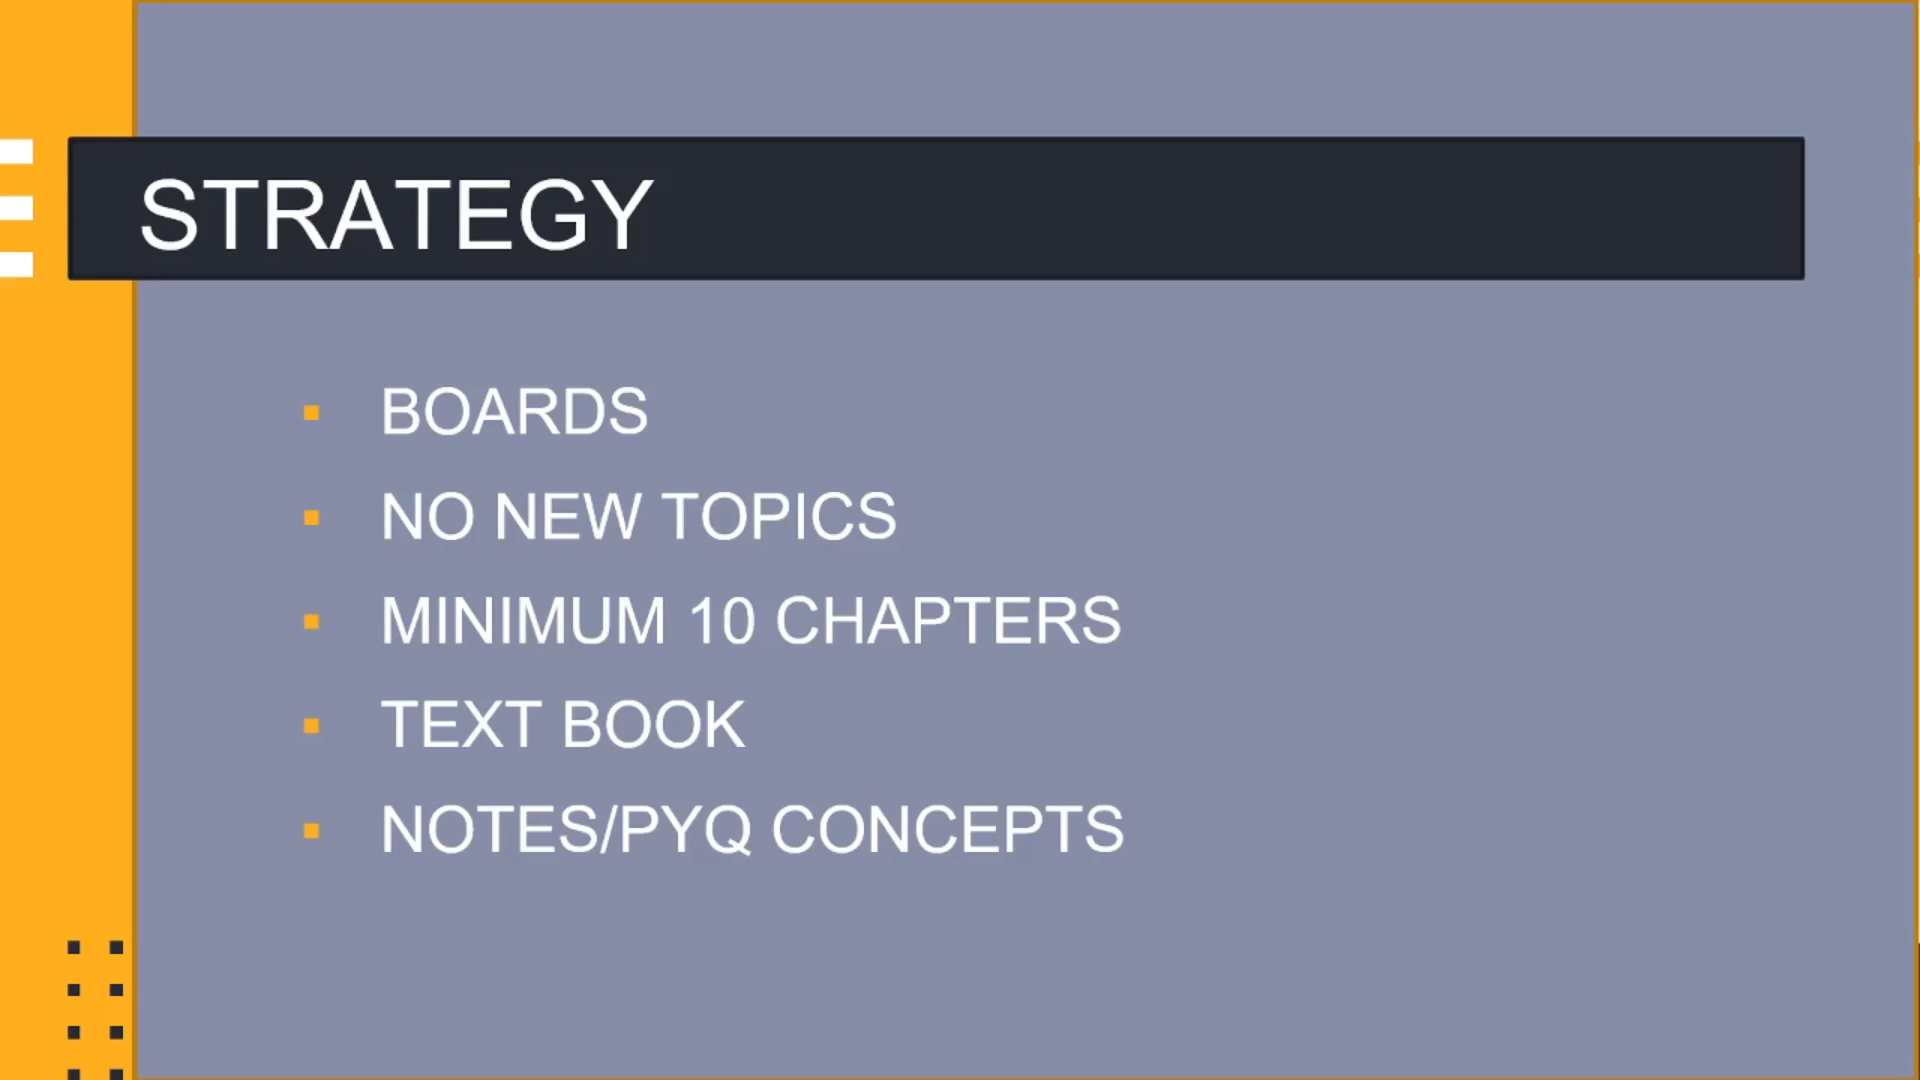 STRATEGY
BOARDS
NO NEW TOPICS
MINIMUM 10 CHAPTERS
TEXT BOOK
NOTES/PYQ CONCEPTS